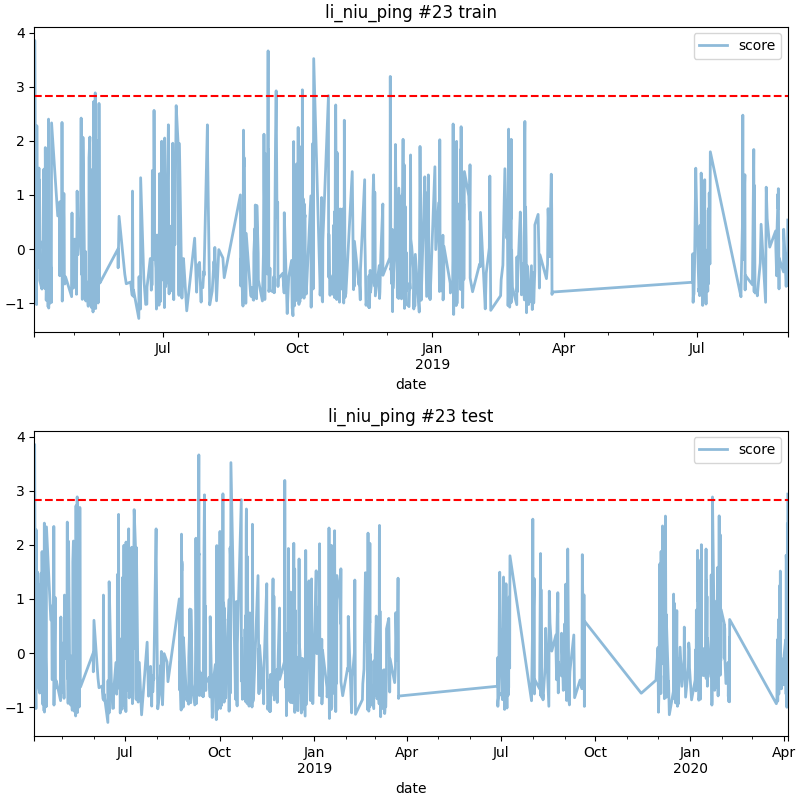 li_niu_ping #23 train
score
4
3
2
1
0
−1
Jul
Oct
Jan
2019
Apr
Jul
date
li_niu_ping #23 test
score
4
3
2
1
0
−1
Jul
Oct
Jan
2019
Apr
Jul
Oct
Jan
2020
Apr
date